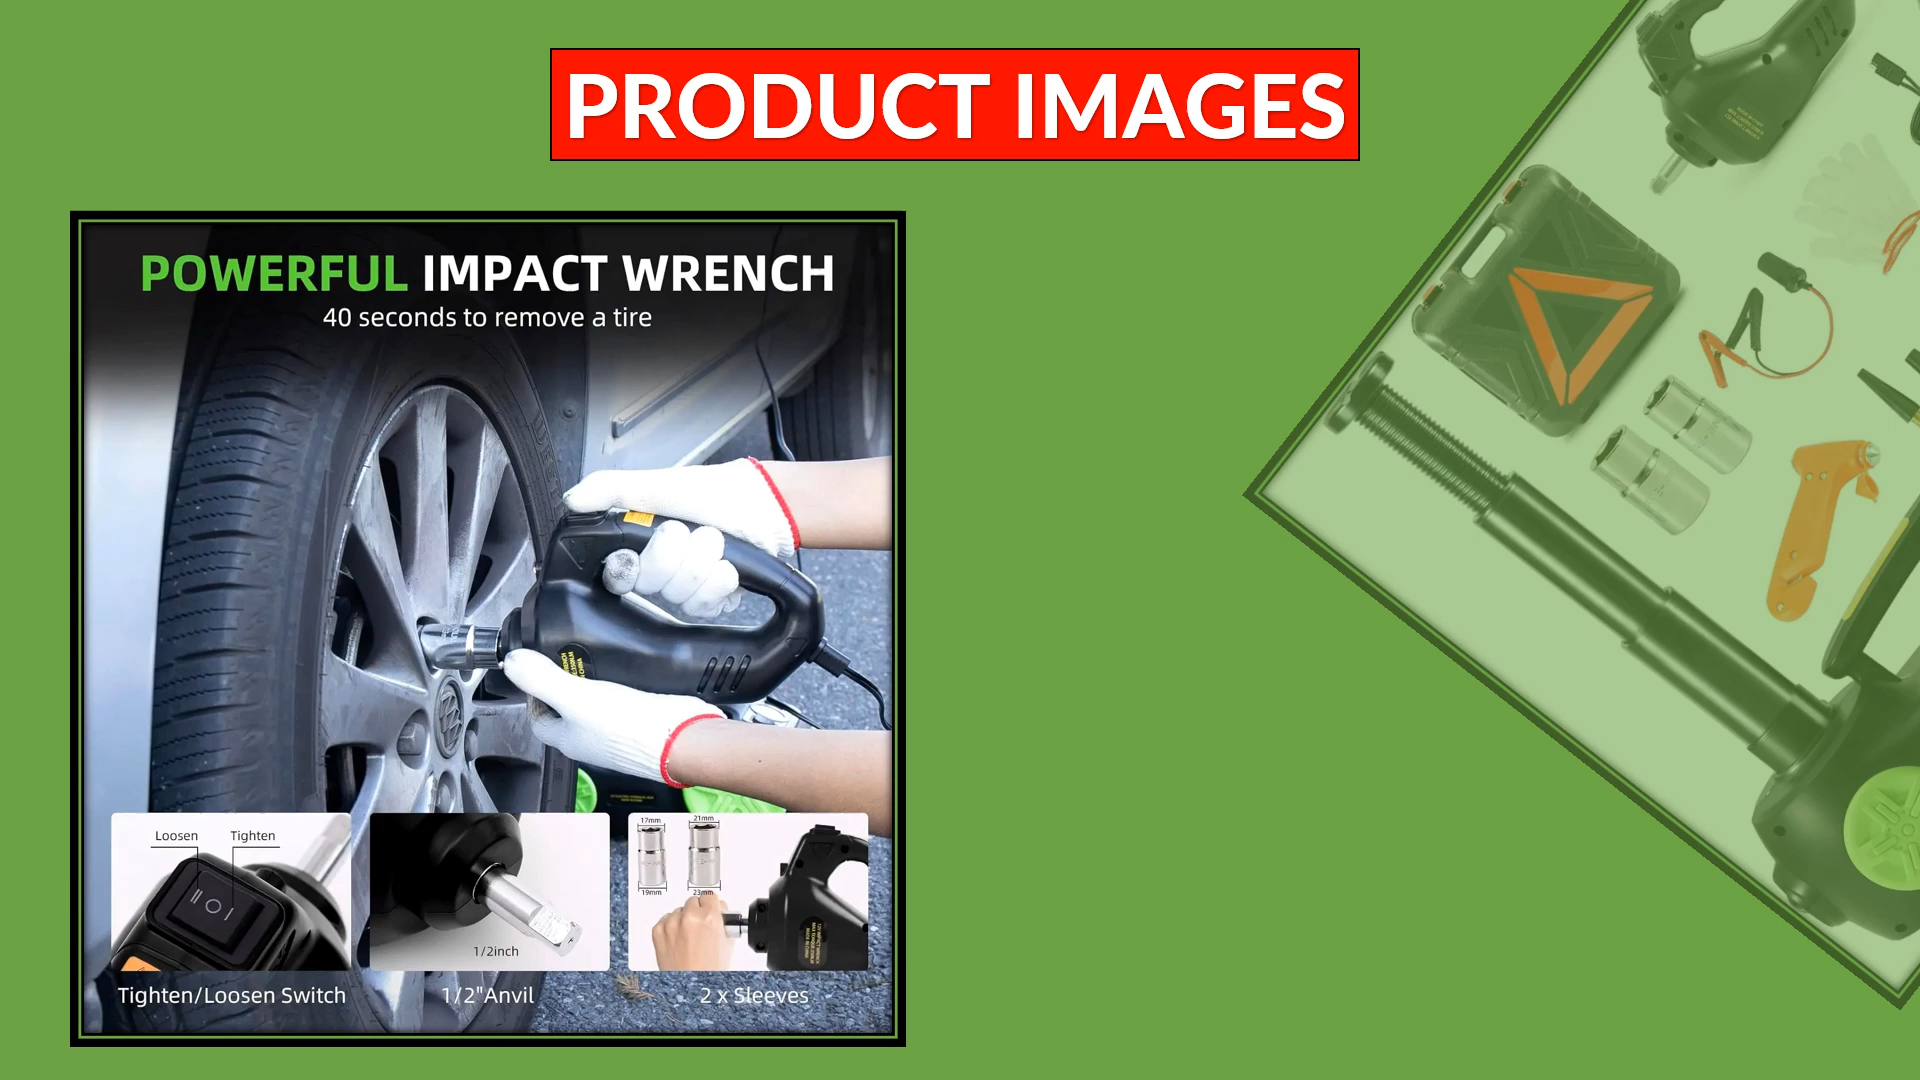 PRODUCT IMAGES
POWERFUL IMPACT WRENCH
40 seconds to remove a tire
Loosen Tighten
17mm 21mm
19mm 23mm
1/2inch
Tighten/Loosen Switch 1/2"Anvil 2 x Sleeves